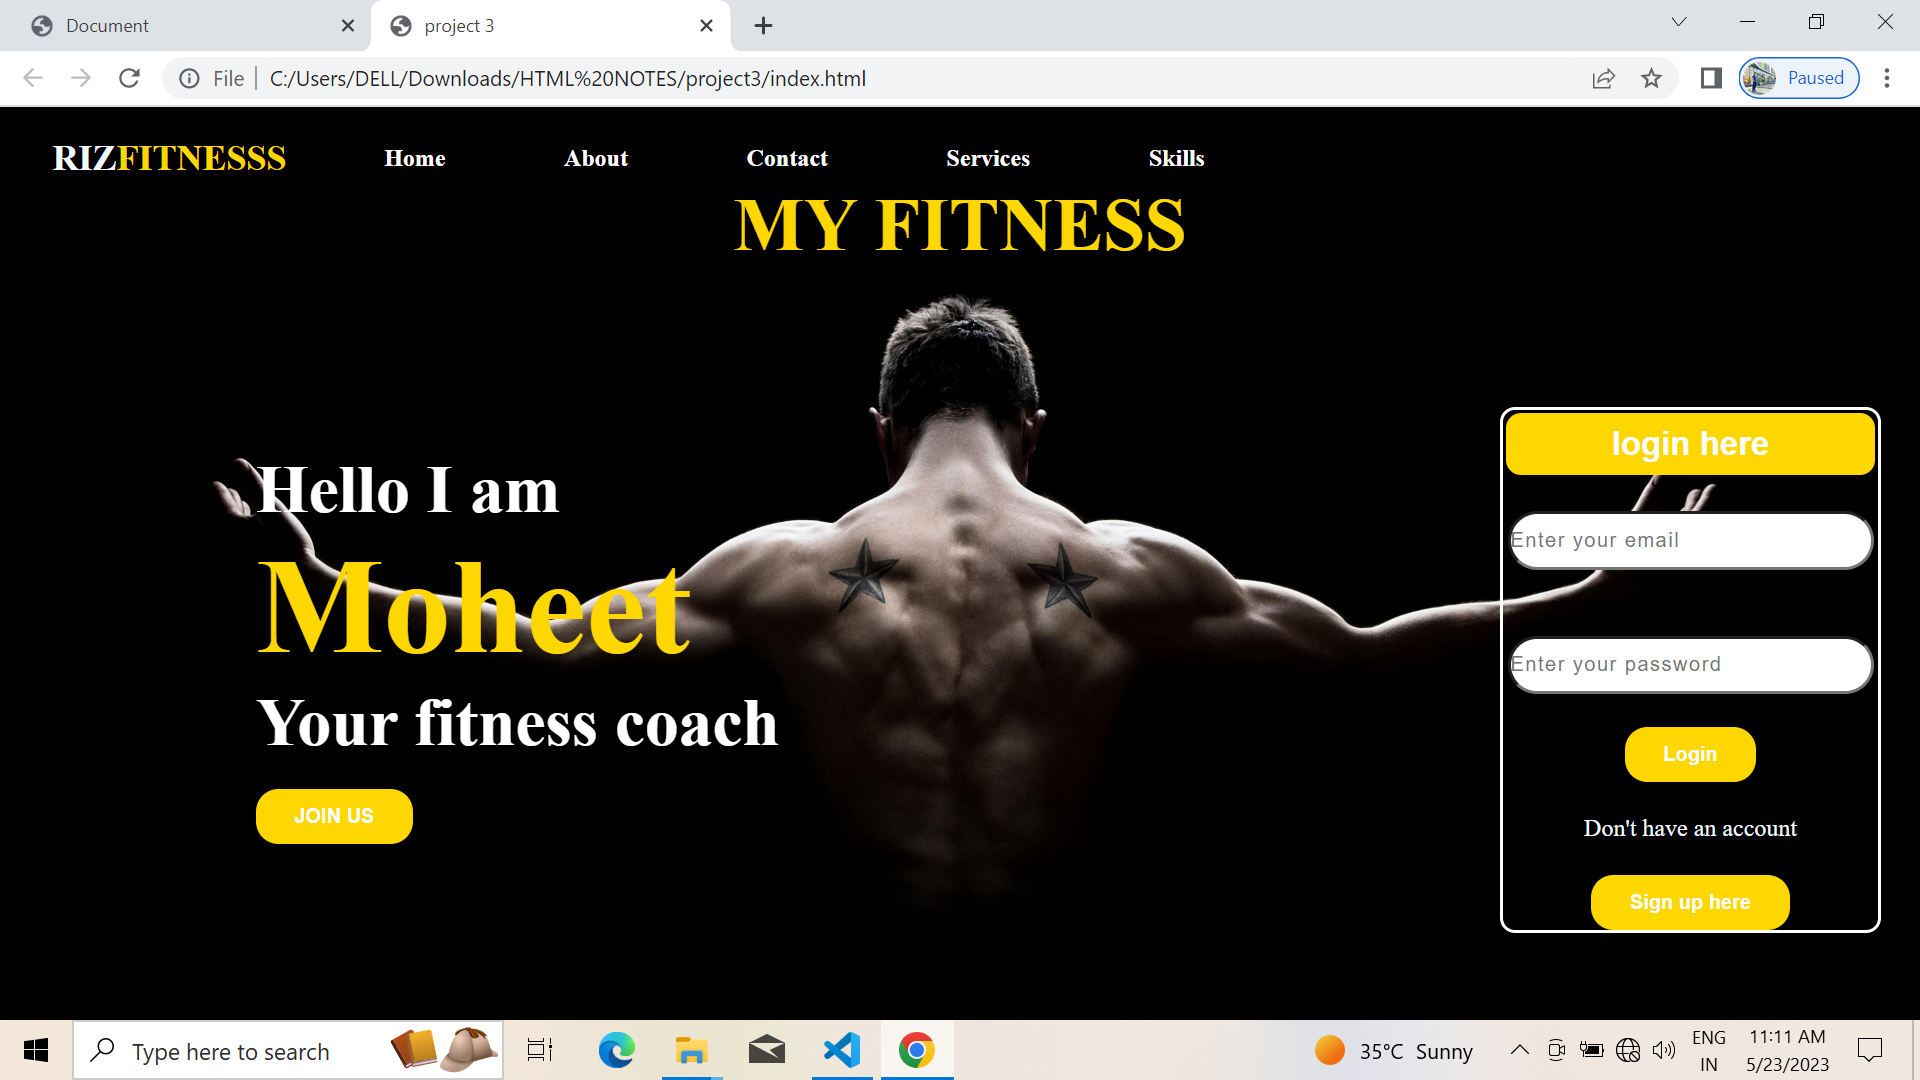 Document
project 3
File
C:/Users/DELL/Downloads/HTML%20NOTES/project3/index.html
Paused
RIZFITNESSS Home About Contact Services Skills
MY FITNESS
Hello I am
Moheet
Your fitness coach
JOIN US
login here
Enter your email
Enter your password
Login
Don't have an account
Sign up here
Type here to search
35°C Sunny
ENG
IN
11:11 AM
5/23/2023